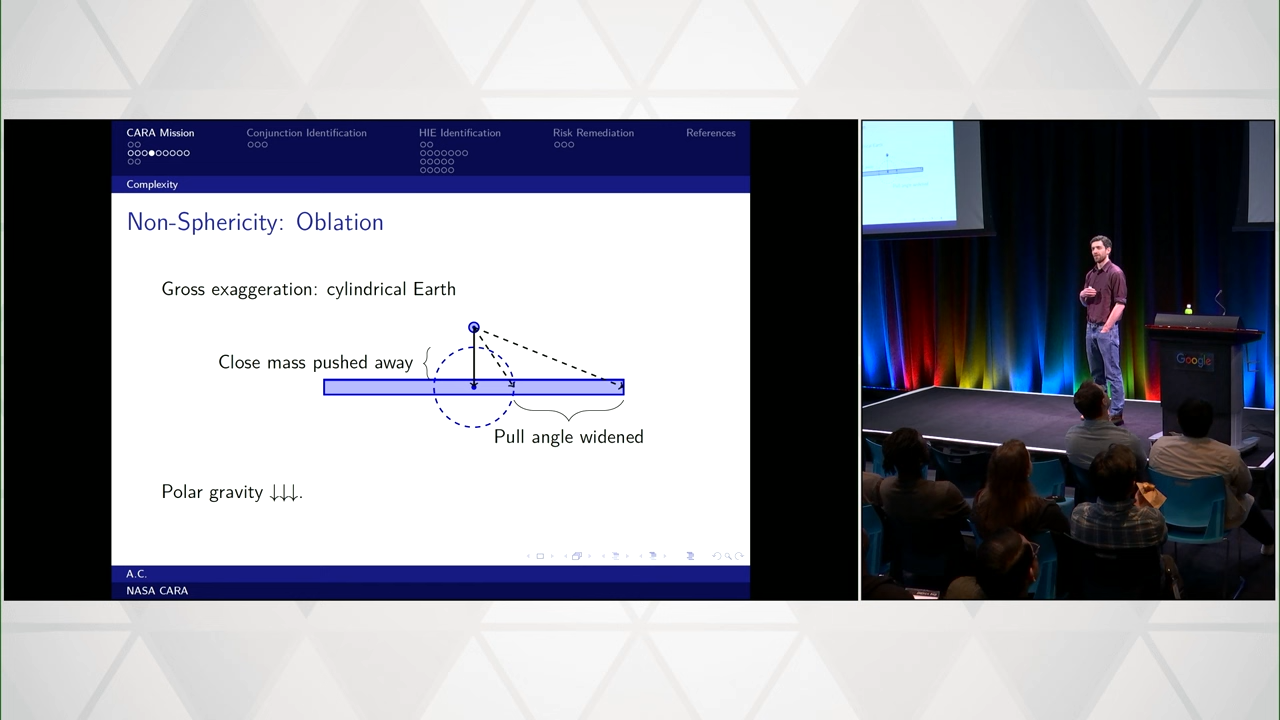 CARA Mission
Conjunction Identification
HIE Identification
Risk Remediation
References
Complexity
Non-Sphericity: Oblation
Gross exaggeration: cylindrical Earth
Close mass pushed away
Pull angle widened
Polar gravity ↓↓↓.
A.C.
NASA CARA
Google